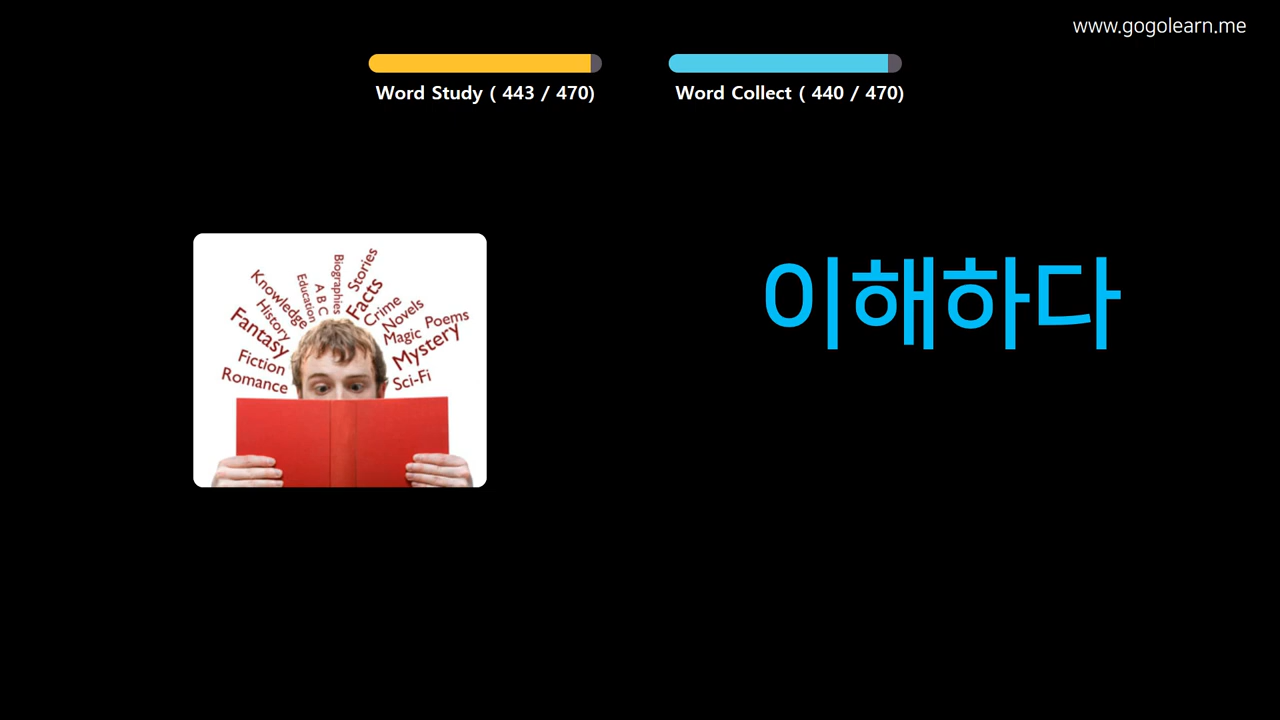 www.gogolearn.me
Word Study ( 443 / 470)
Word Collect ( 440 / 470)
이해하다
Stories
Biographies
Facts
A B C
Education
Knowledge
History
Fantasy
Fiction
Romance
Crime
Novels
Magic
Poems
Mystery
Sci-Fi